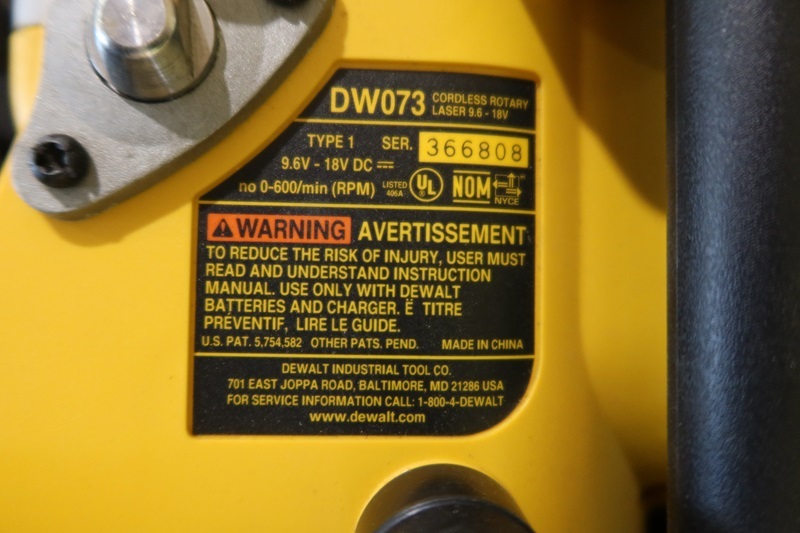 DW073 CORDLESS ROTARY
LASER 9.6 - 18V
TYPE 1 SER. 366808
9.6V - 18V DC ⎓
no 0-600/min (RPM) LISTED 406A UL NOM NYCE
WARNING AVERTISSEMENT
TO REDUCE THE RISK OF INJURY, USER MUST
READ AND UNDERSTAND INSTRUCTION
MANUAL. USE ONLY WITH DEWALT
BATTERIES AND CHARGER. Ë TITRE
PRÉVENTIF, LIRE LE GUIDE.
U.S. PAT. 5,754,582 OTHER PATS. PEND. MADE IN CHINA
DEWALT INDUSTRIAL TOOL CO.
701 EAST JOPPA ROAD, BALTIMORE, MD 21286 USA
FOR SERVICE INFORMATION CALL: 1-800-4-DEWALT
www.dewalt.com